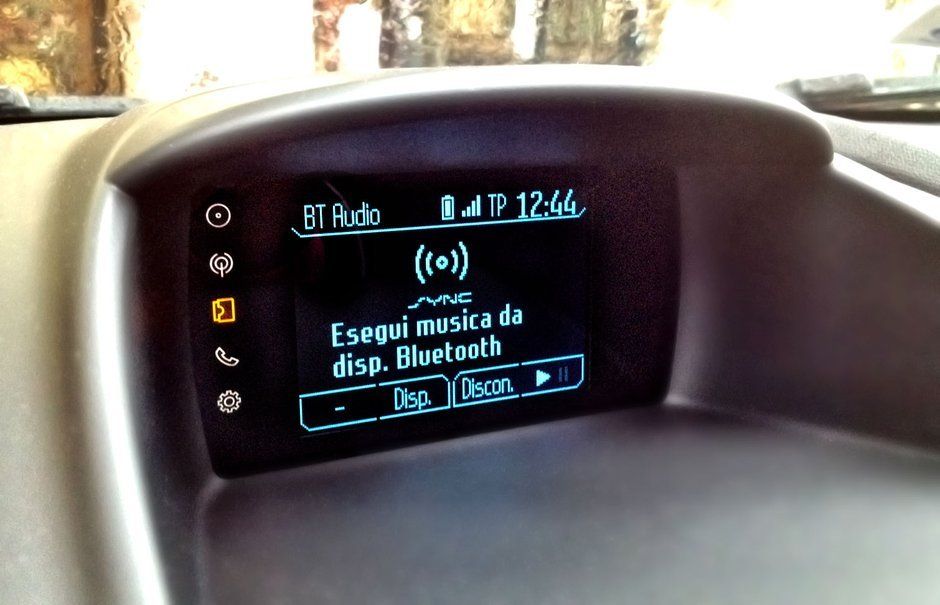 BT Audio TP 12:44
SYNC
Esegui musica da
disp. Bluetooth
- Disp. Discon.